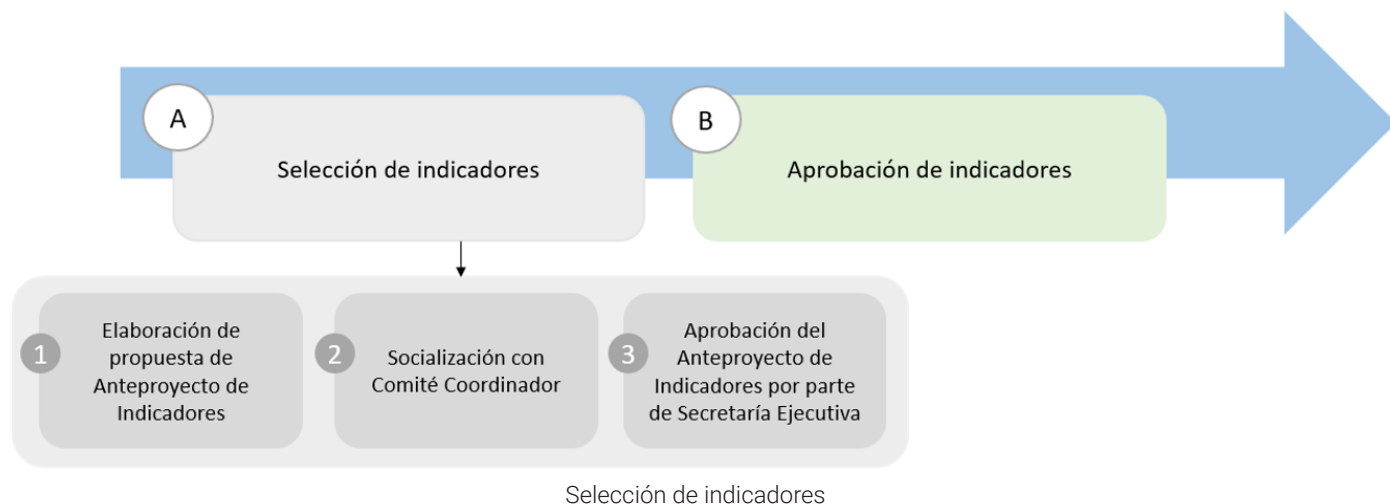 A
Selección de indicadores
B
Aprobación de indicadores
1
Elaboración de
propuesta de
Anteproyecto de
Indicadores
2
Socialización con
Comité Coordinador
3
Aprobación del
Anteproyecto de
Indicadores por parte
de Secretaría Ejecutiva
Selección de indicadores